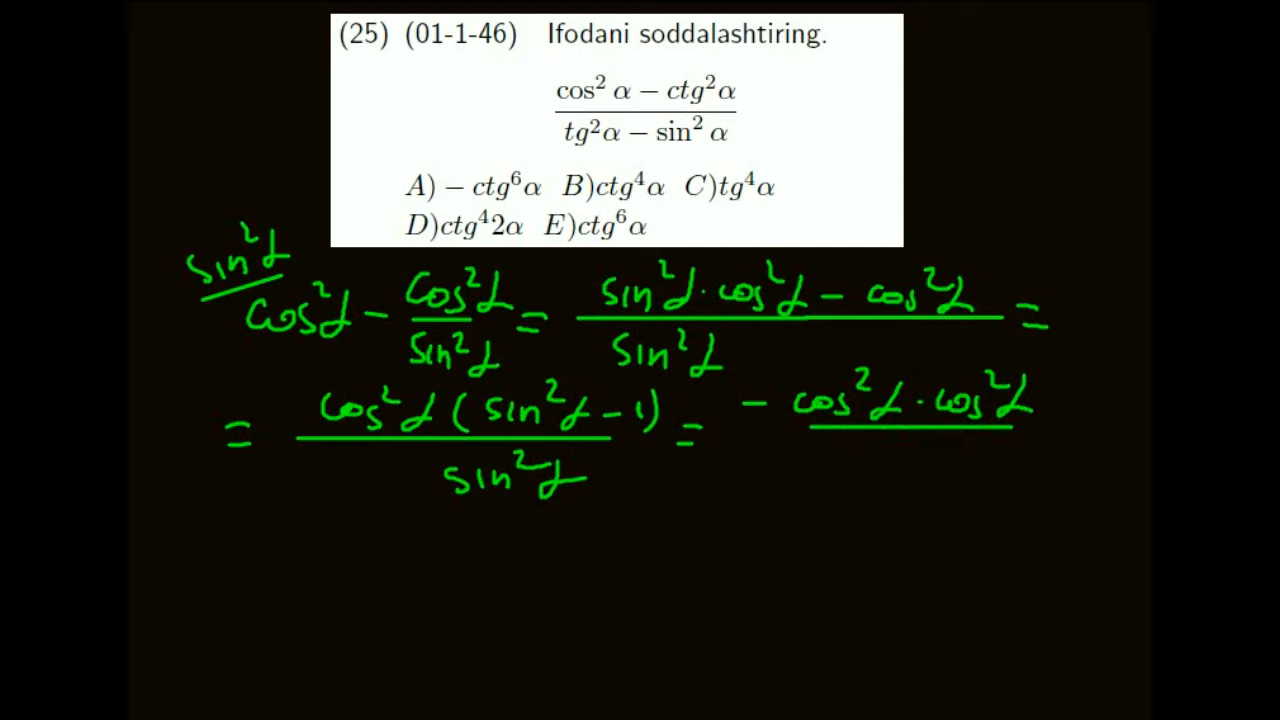 (25) (01-1-46) Ifodani soddalashtiring.
cos² α − ctg²α
tg²α − sin² α
A) − ctg⁶α B)ctg⁴α C)tg⁴α
D)ctg⁴2α E)ctg⁶α
sin²α
cos²α − cos²α / sin²α = sin²α · cos²α − cos²α / sin²α =
= cos²α (sin²α − 1) / sin²α = − cos²α · cos²α